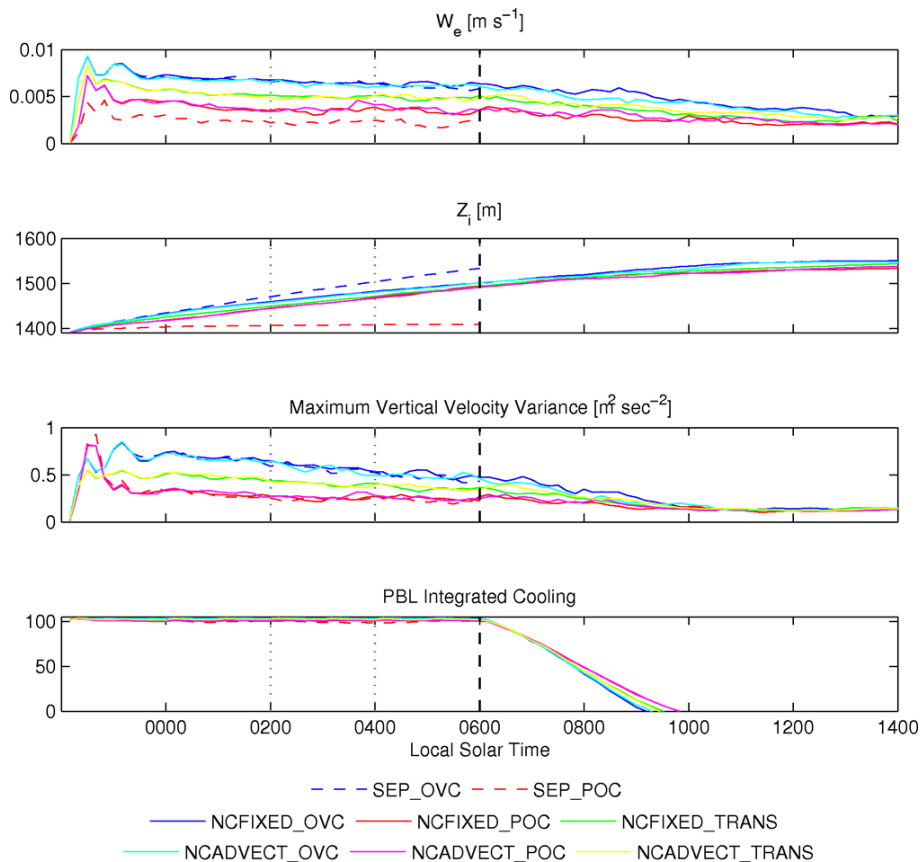 W_e [m s⁻¹]
0.01
0.005
0
Z_i [m]
1600
1500
1400
Maximum Vertical Velocity Variance [m² sec⁻²]
1
0.5
0
PBL Integrated Cooling
100
50
0
0000 0200 0400 0600 0800 1000 1200 1400
Local Solar Time
SEP_OVC SEP_POC
NCFIXED_OVC NCFIXED_POC NCFIXED_TRANS
NCADVECT_OVC NCADVECT_POC NCADVECT_TRANS